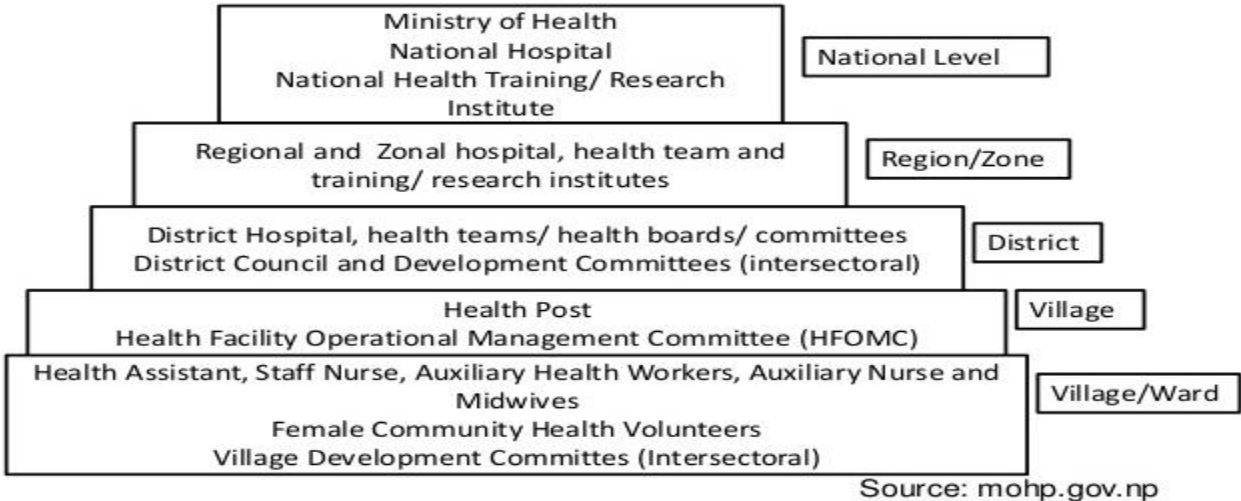 Ministry of Health
National Hospital
National Health Training/ Research
Institute
National Level
Regional and Zonal hospital, health team and
training/ research institutes
Region/Zone
District Hospital, health teams/ health boards/ committees
District Council and Development Committees (intersectoral)
District
Health Post
Health Facility Operational Management Committee (HFOMC)
Village
Health Assistant, Staff Nurse, Auxiliary Health Workers, Auxiliary Nurse and
Midwives
Female Community Health Volunteers
Village Development Committes (Intersectoral)
Village/Ward
Source: mohp.gov.np